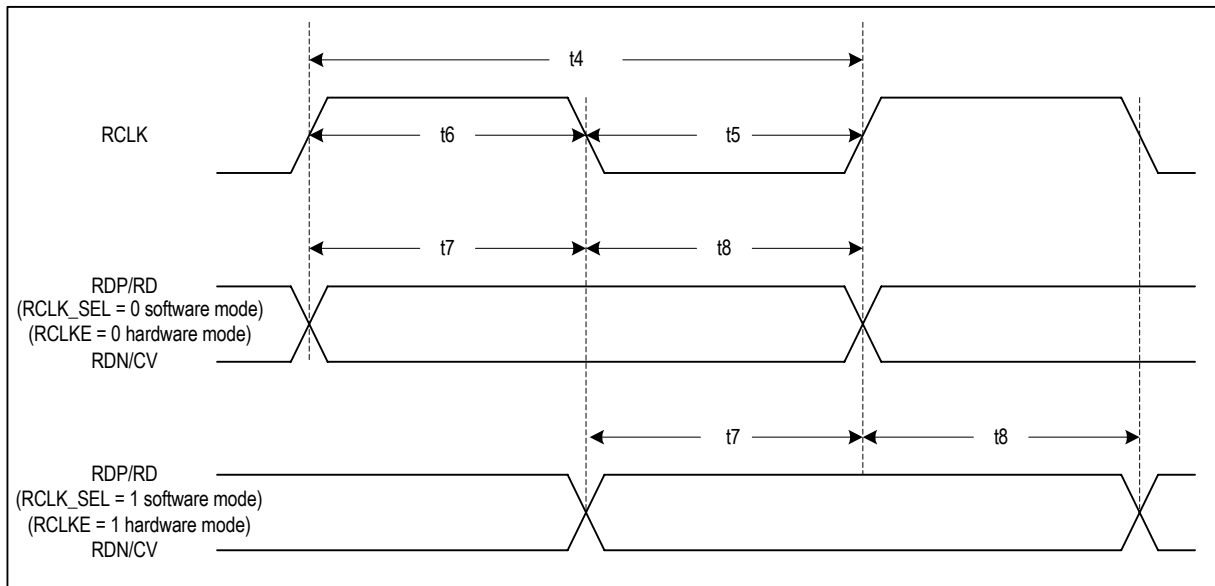 t4
RCLK
t6
t5
t7
t8
RDP/RD
(RCLK_SEL = 0 software mode)
(RCLKE = 0 hardware mode)
RDN/CV
t7
t8
RDP/RD
(RCLK_SEL = 1 software mode)
(RCLKE = 1 hardware mode)
RDN/CV